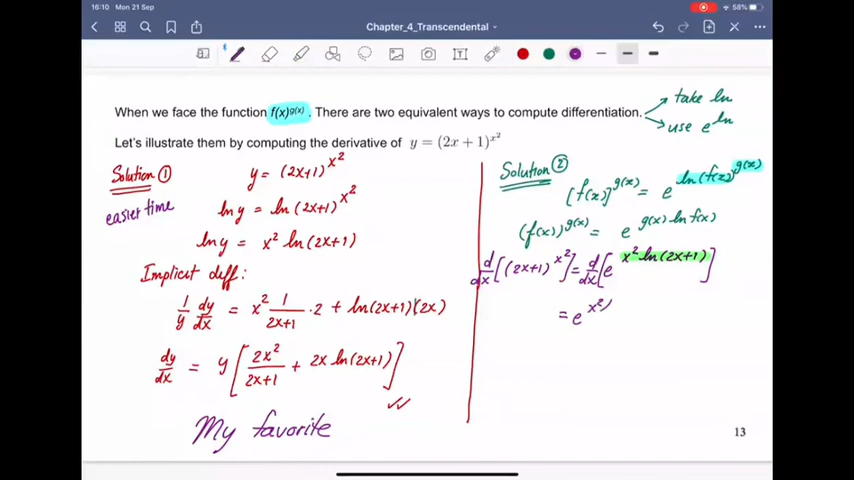 16:10 Mon 21 Sep
58%
Chapter_4_Transcendental
When we face the function f(x)^g(x). There are two equivalent ways to compute differentiation.
take ln
use e^ln
Let's illustrate them by computing the derivative of y = (2x + 1)^x²
Solution ①
easier time
y = (2x+1)^x²
ln y = ln (2x+1)^x²
ln y = x² ln (2x+1)
Implicit diff:
1/y dy/dx = x² 1/(2x+1) · 2 + ln(2x+1)(2x)
dy/dx = y [ 2x²/(2x+1) + 2x ln(2x+1) ]
My favorite
Solution ②
[f(x)]^g(x) = e^ln(f(x))^g(x)
(f(x))^g(x) = e^g(x) ln f(x)
d/dx [(2x+1)^x²] = d/dx [e^x² ln(2x+1)]
= e^x²
13